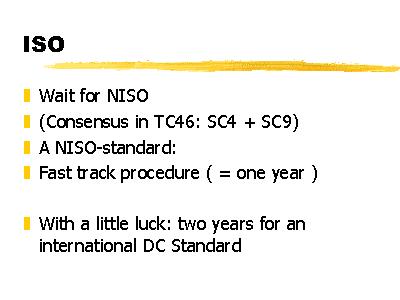 ISO
Wait for NISO
(Consensus in TC46: SC4 + SC9)
A NISO-standard:
Fast track procedure ( = one year )
With a little luck: two years for an
international DC Standard